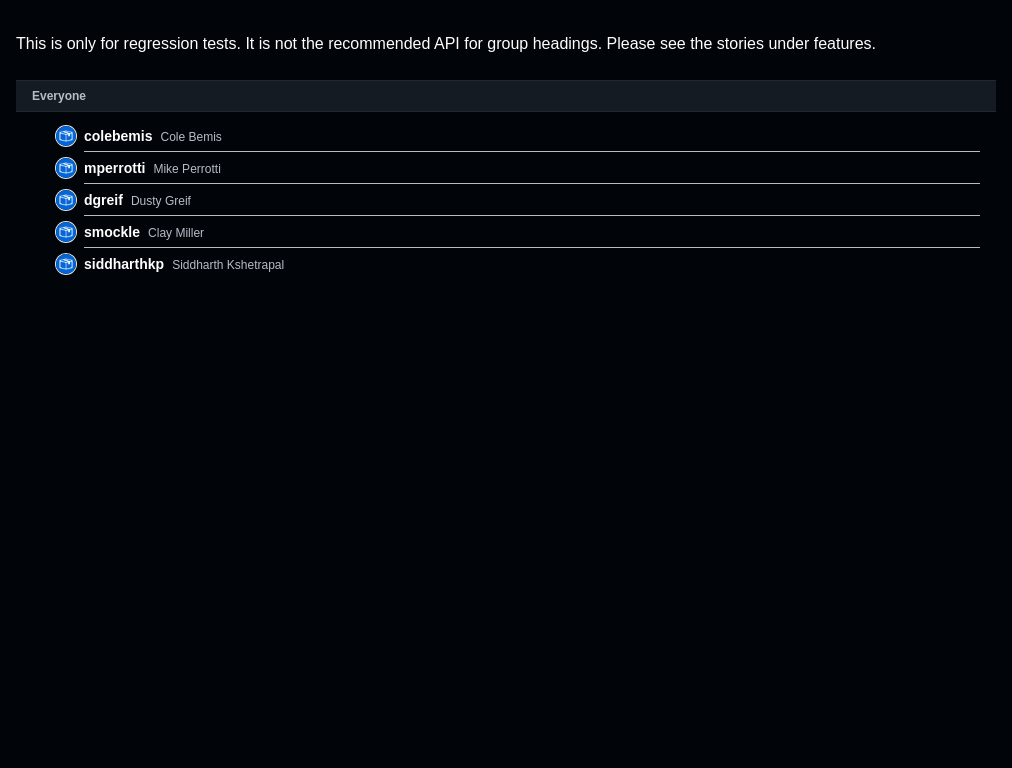 This is only for regression tests. It is not the recommended API for group headings. Please see the stories under features.
Everyone
colebemis Cole Bemis
mperrotti Mike Perrotti
dgreif Dusty Greif
smockle Clay Miller
siddharthkp Siddharth Kshetrapal